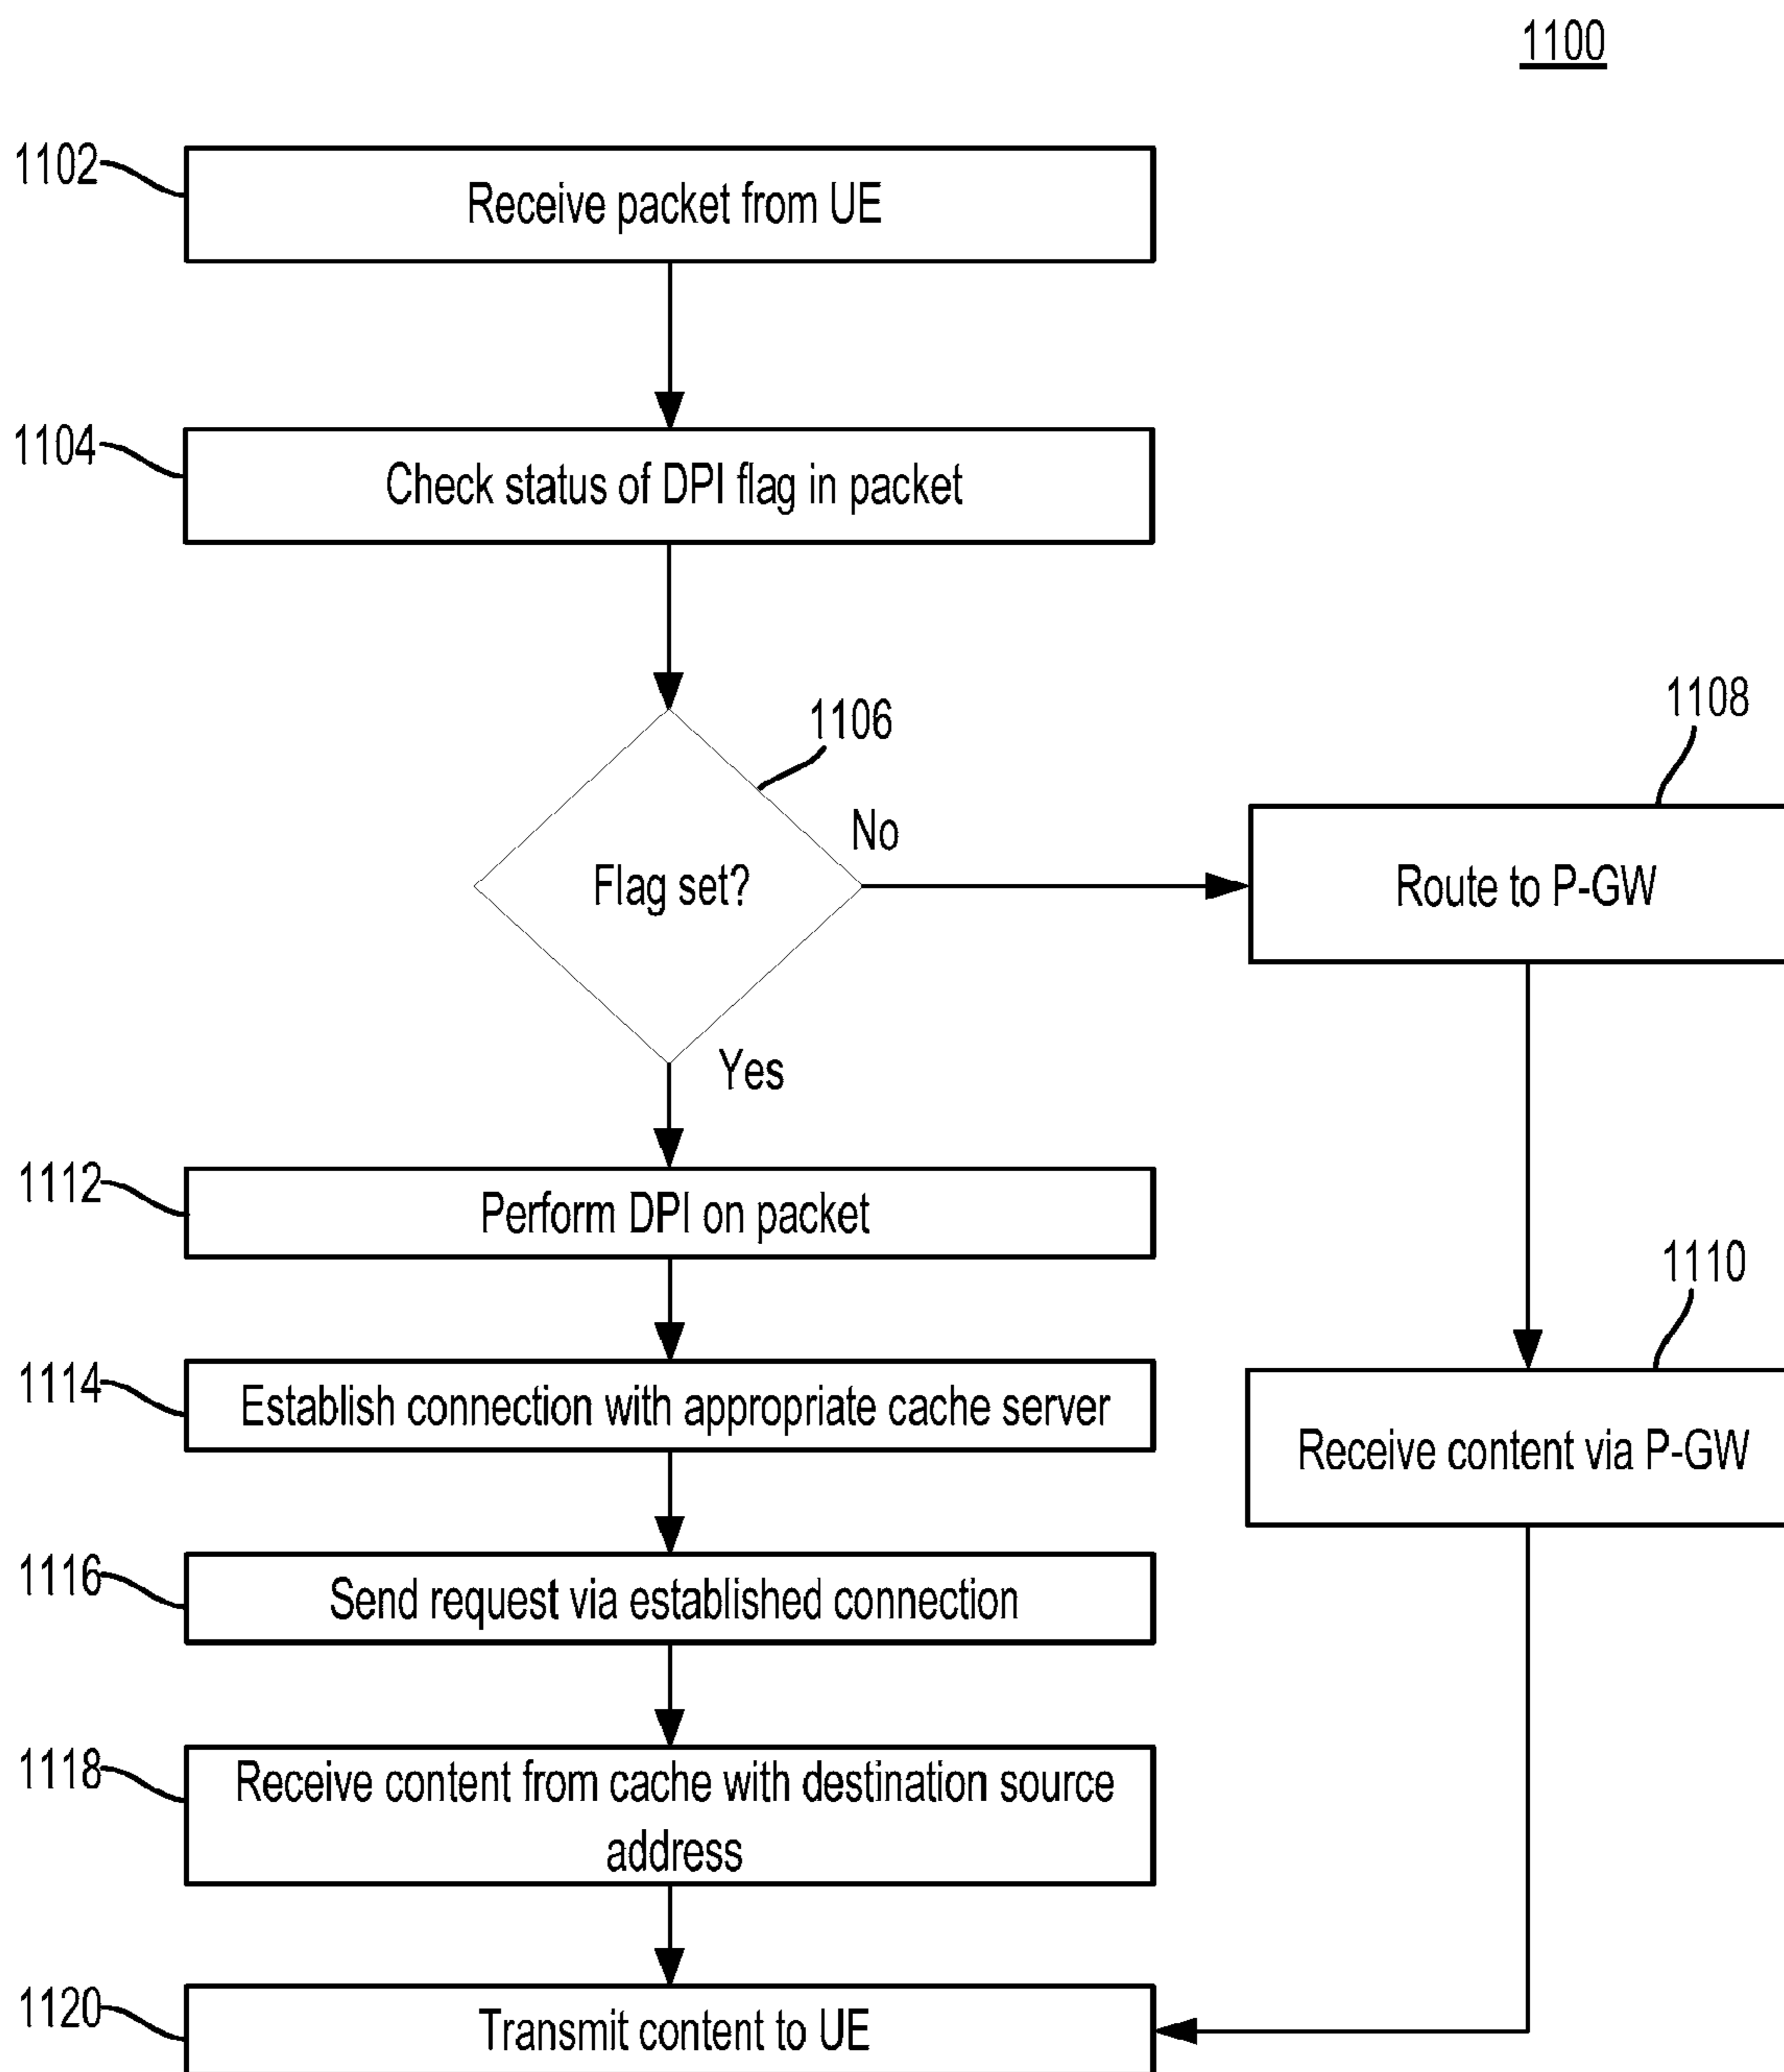 1100
1102
Receive packet from UE
1104
Check status of DPI flag in packet
1106
Flag set?
No
1108
Route to P-GW
Yes
1112
Perform DPI on packet
1110
Receive content via P-GW
1114
Establish connection with appropriate cache server
1116
Send request via established connection
1118
Receive content from cache with destination source
address
1120
Transmit content to UE